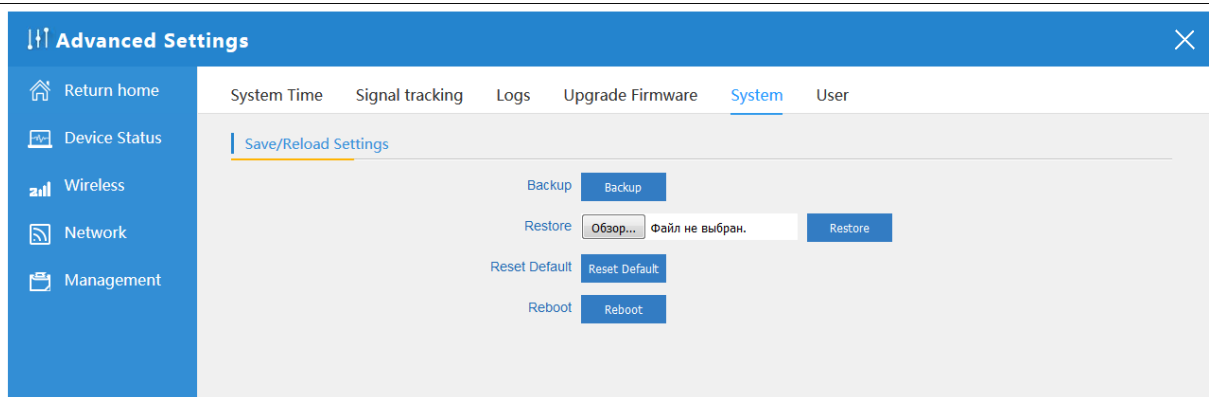 Advanced Settings
Return home
Device Status
Wireless
Network
Management
System Time Signal tracking Logs Upgrade Firmware System User
Save/Reload Settings
Backup Backup
Restore Обзор... Файл не выбран. Restore
Reset Default Reset Default
Reboot Reboot